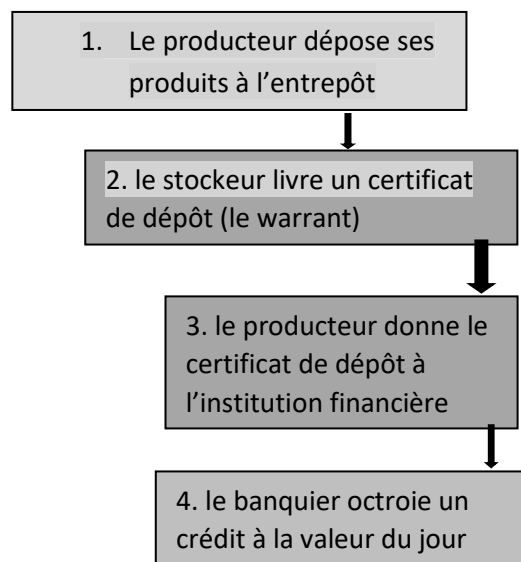 1. Le producteur dépose ses
produits à l’entrepôt
2. le stockeur livre un certificat
de dépôt (le warrant)
3. le producteur donne le
certificat de dépôt à
l’institution financière
4. le banquier octroie un
crédit à la valeur du jour